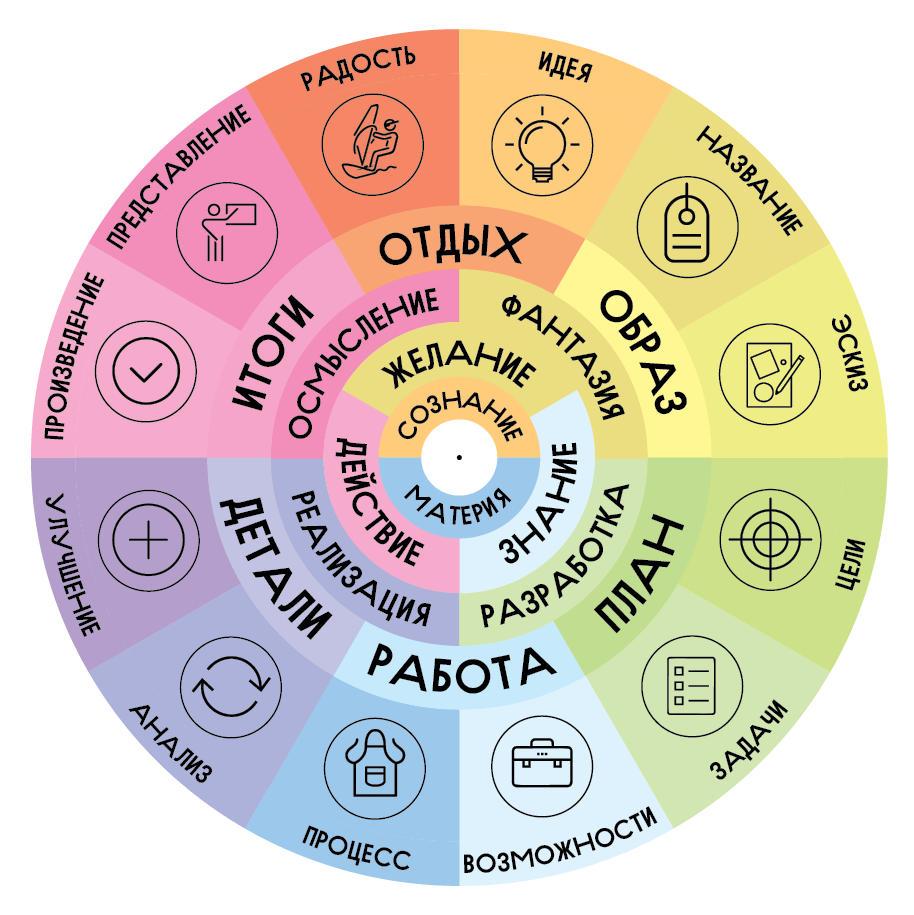 ИДЕЯ
НАЗВАНИЕ
ЭСКИЗ
ЦЕЛИ
ЗАДАЧИ
ВОЗМОЖНОСТИ
ПРОЦЕСС
АНАЛИЗ
УЛУЧШЕНИЕ
ПРОИЗВЕДЕНИЕ
ПРЕДСТАВЛЕНИЕ
РАДОСТЬ
ОТДЫХ
ОБРАЗ
ПЛАН
РАБОТА
ДЕТАЛИ
ИТОГИ
ФАНТАЗИЯ
РАЗРАБОТКА
РЕАЛИЗАЦИЯ
ОСМЫСЛЕНИЕ
ЖЕЛАНИЕ
ЗНАНИЕ
ДЕЙСТВИЕ
СОЗНАНИЕ
МАТЕРИЯ